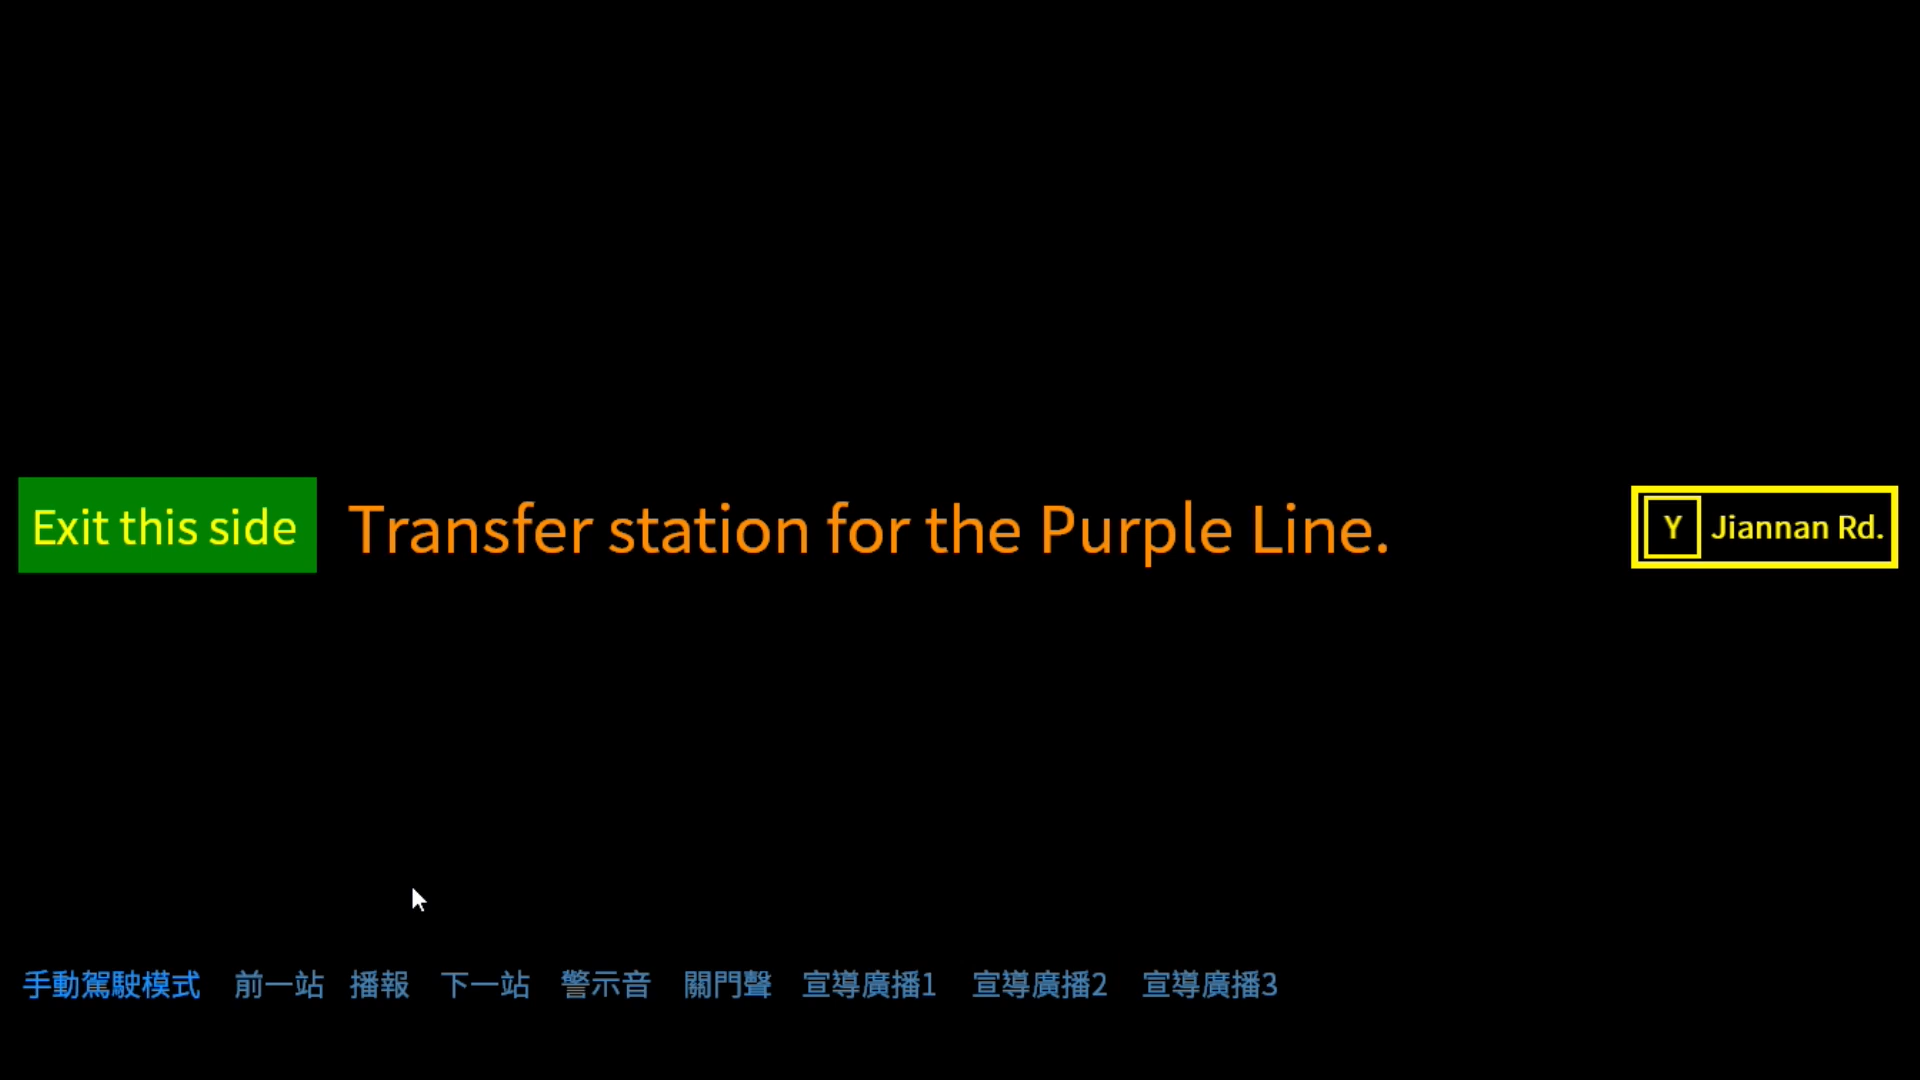 Exit this side
Transfer station for the Purple Line.
Y
Jiannan Rd.
手動駕駛模式 前一站 播報 下一站 警示音 關門聲 宣導廣播1 宣導廣播2 宣導廣播3